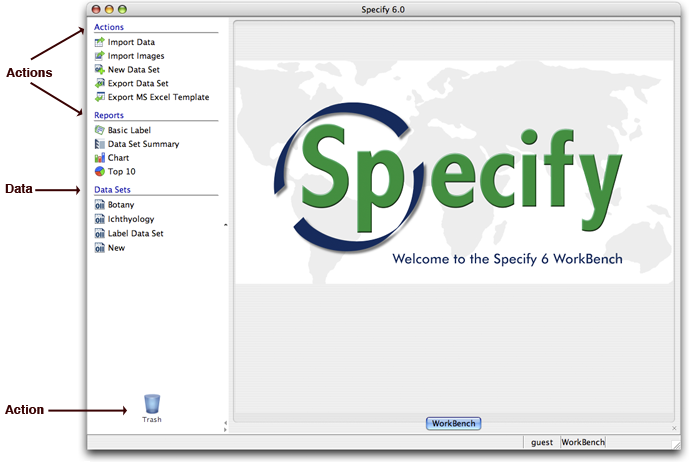 Specify 6.0
Actions
Import Data
Import Images
New Data Set
Export Data Set
Export MS Excel Template
Actions
Reports
Basic Label
Data Set Summary
Chart
Top 10
Data
Data Sets
Botany
Ichthyology
Label Data Set
New
Specify
Welcome to the Specify 6 WorkBench
Action
Trash
WorkBench
guest
WorkBench